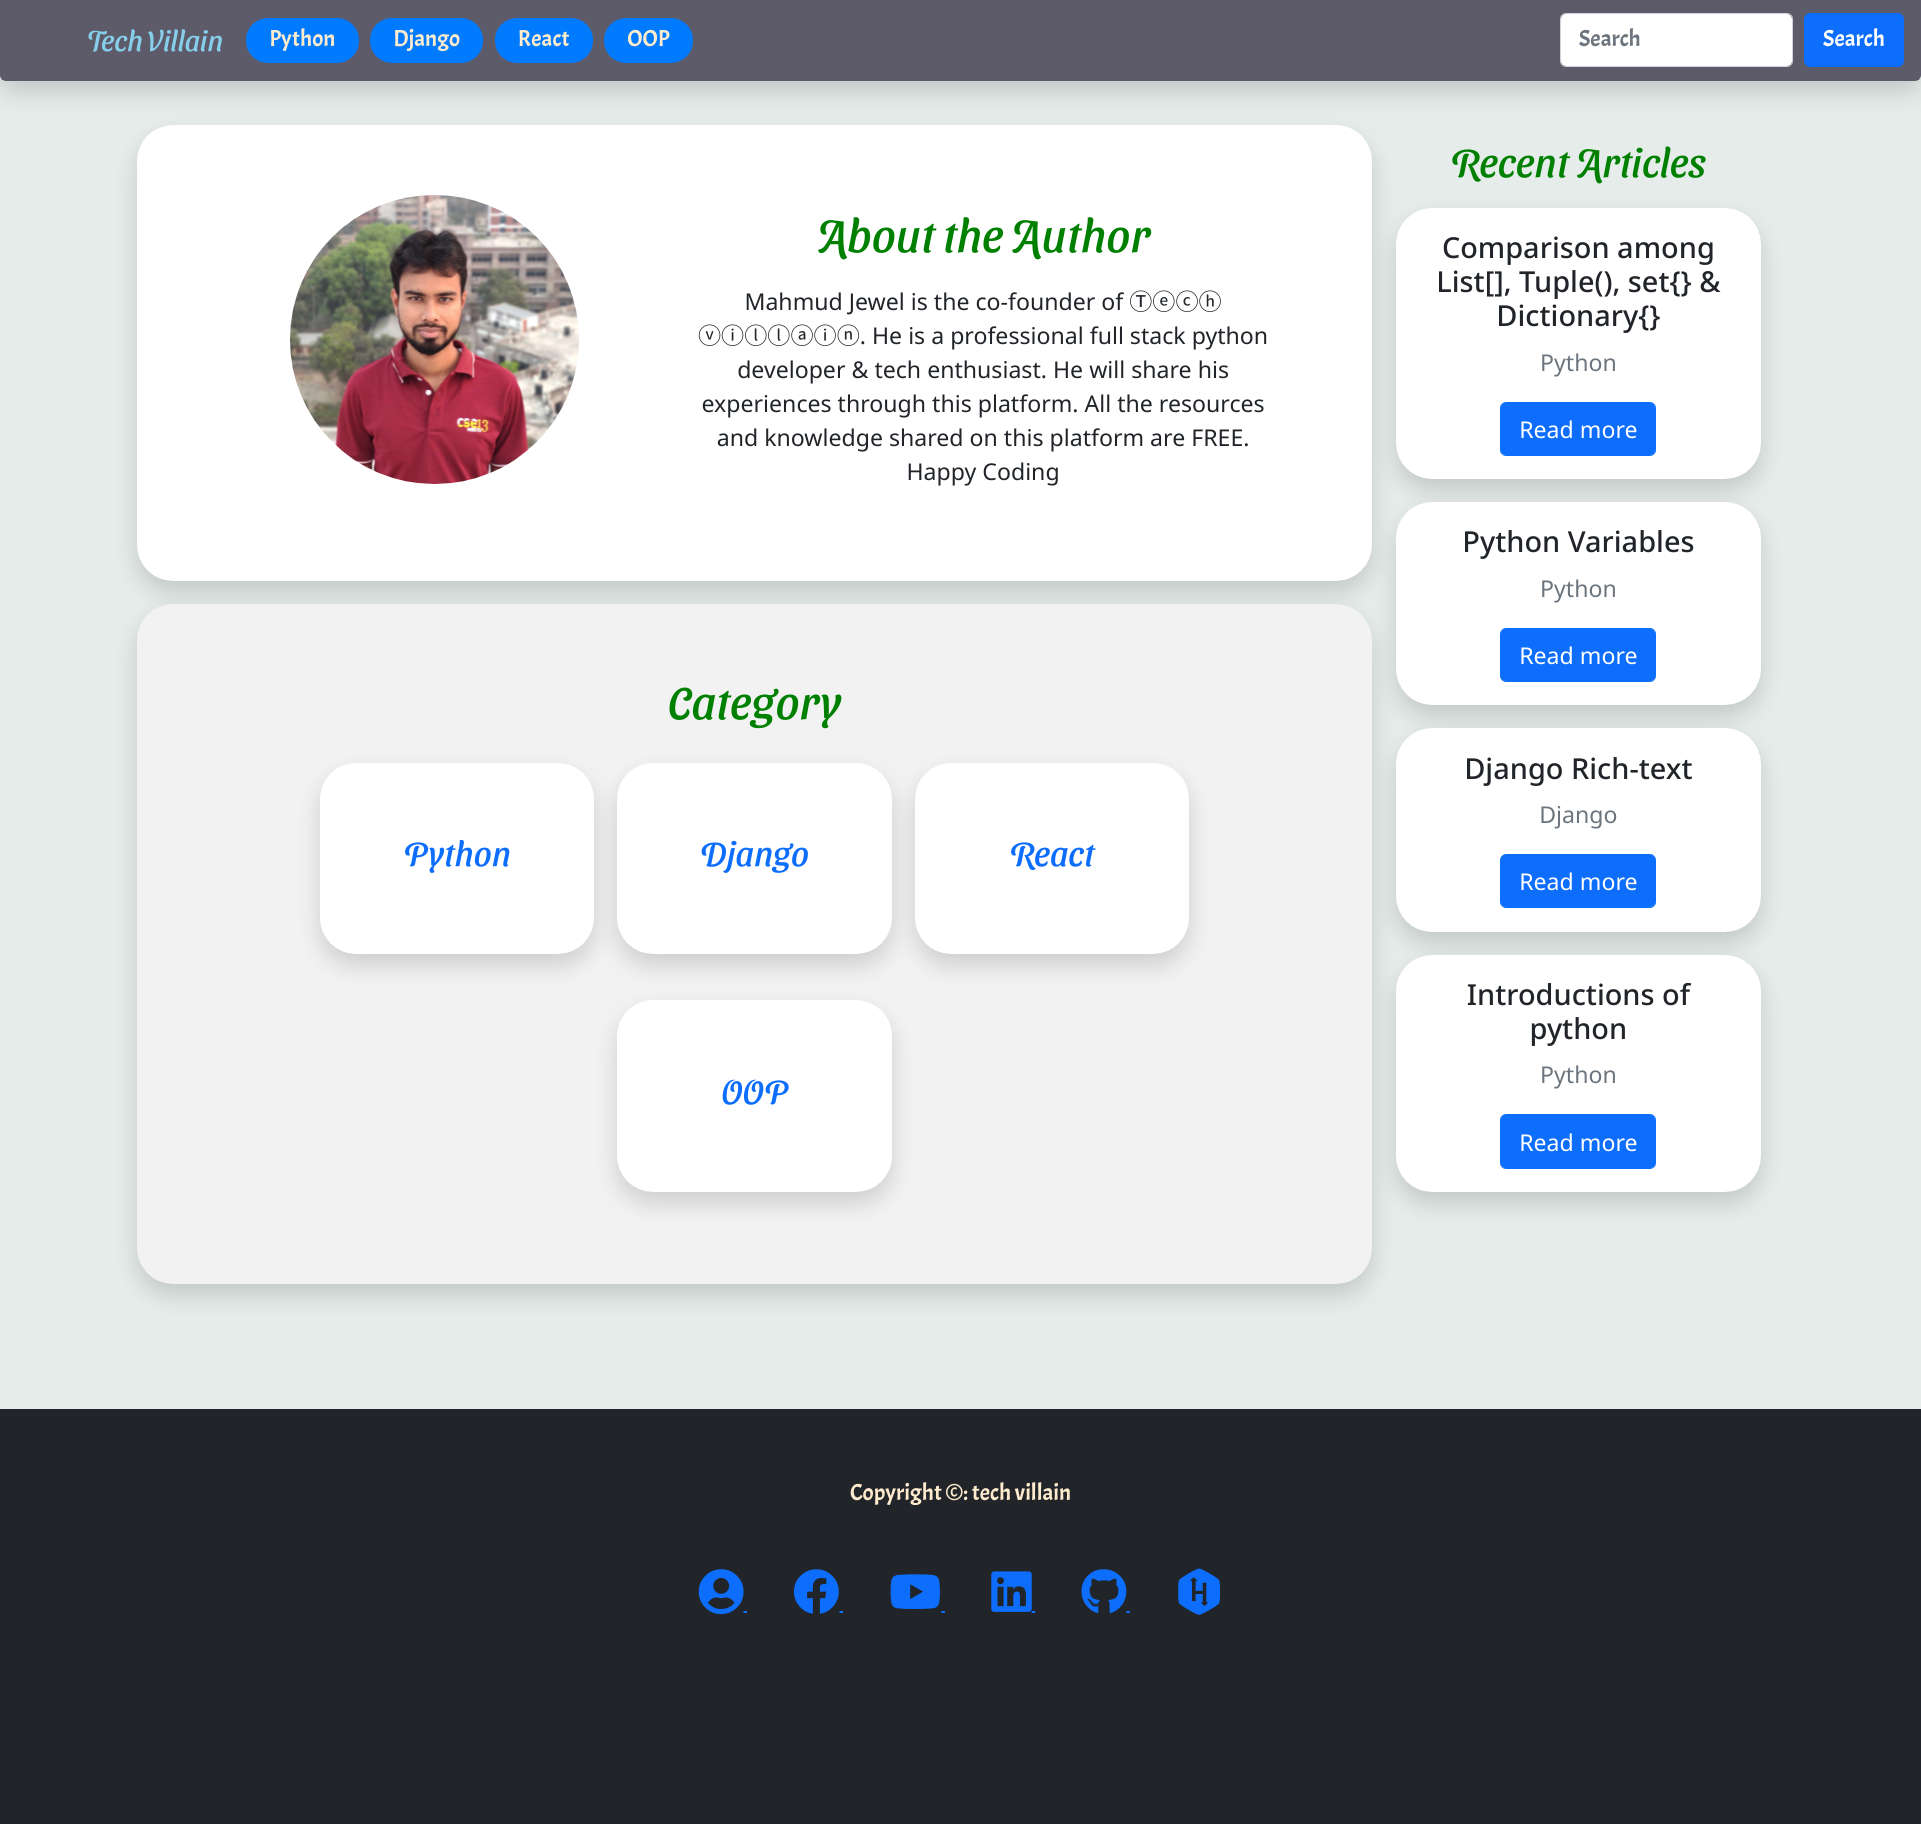 Tech Villain
Python
Django
React
OOP
Search
Search
About the Author
Mahmud Jewel is the co-founder of Ⓣⓔⓒⓗ
ⓥⓘⓛⓛⓐⓘⓝ. He is a professional full stack python
developer & tech enthusiast. He will share his
experiences through this platform. All the resources
and knowledge shared on this platform are FREE.
Happy Coding
cse13
Category
Python
Django
React
OOP
Recent Articles
Comparison among
List[], Tuple(), set{} &
Dictionary{}
Python
Read more
Python Variables
Python
Read more
Django Rich-text
Django
Read more
Introductions of
python
Python
Read more
Copyright ©: tech villain